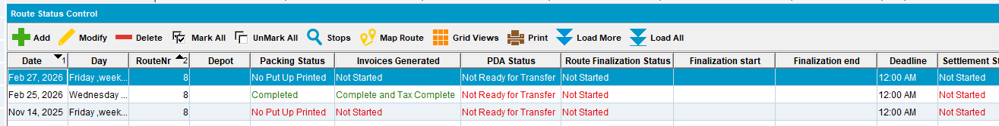 Route Status Control
Add Modify Delete Mark All UnMark All Stops Map Route Grid Views Print Load More Load All
Date 1 Day RouteNr 2 Depot Packing Status Invoices Generated PDA Status Route Finalization Status Finalization start Finalization end Deadline Settlement S
Feb 27, 2026 Friday ,week... 8 No Put Up Printed Not Started Not Ready for Transfer Not Started 12:00 AM Not Started
Feb 25, 2026 Wednesday ... 8 Completed Complete and Tax Complete Not Ready for Transfer Not Started 12:00 AM Not Started
Nov 14, 2025 Friday ,week... 8 No Put Up Printed Not Started Not Ready for Transfer Not Started 12:00 AM Not Started